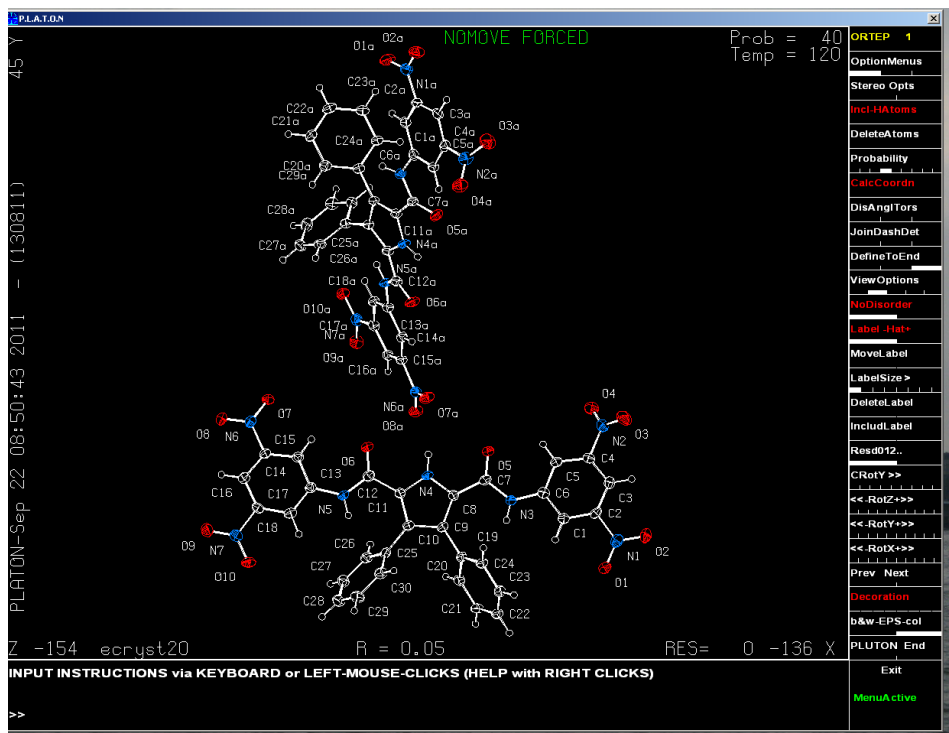 P.L.A.T.O.N
NOMOVE FORCED
Prob = 40
Temp = 120
45 Y
PLATON-Sep 22 08:50:43 2011 - (130811)
O2a
O1a
N1a
C23a
C2a
C22a
C3a
C21a
O3a
C4a
C24a
C1a
C5a
C6a
N2a
C20a
C29a
C7a
O4a
C28a
C11a
O5a
C27a
C25a
N4a
C26a
N5a
C18a
C12a
O10a
O6a
C17a
C13a
N7a
C14a
O9a
C16a
C15a
N6a
O7a
O8a
O7
O4
O8
N6
C15
N2
O3
O6
O5
C4
C14
C13
C12
N4
C7
C5
C16
C17
C11
C8
C6
C3
C18
N5
N3
C2
C9
C1
O9
N7
C26
C25
C10
C19
N1
O2
O10
C27
C30
C20
C24
C23
O1
C28
C29
C21
C22
Z -154 ecryst20
R = 0.05
RES= 0 -136 X
ORTEP 1
OptionMenus
Stereo Opts
Incl-HAtoms
DeleteAtoms
Probability
CalcCoordn
DisAnglTors
JoinDashDet
DefineToEnd
ViewOptions
NoDisorder
Label -Hat+
MoveLabel
LabelSize >
DeleteLabel
IncludLabel
Resd012..
CRotY >>
<<-RotZ+>>
<<-RotY+>>
<<-RotX+>>
Prev Next
Decoration
b&w-EPS-col
PLUTON End
Exit
MenuActive
INPUT INSTRUCTIONS via KEYBOARD or LEFT-MOUSE-CLICKS (HELP with RIGHT CLICKS)
>>